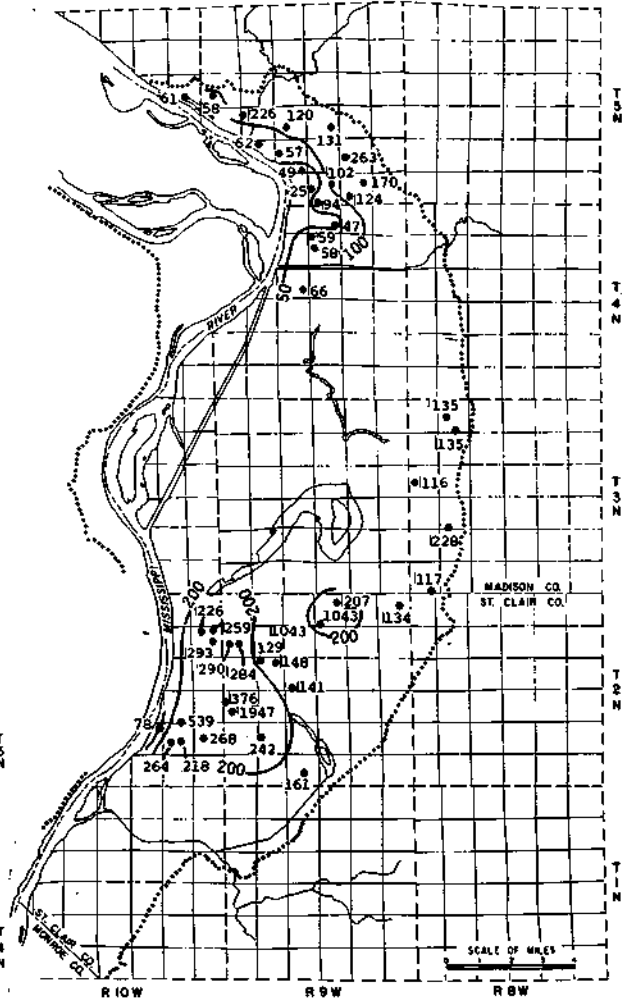 61 58 226 120
131
T5N
62 57 263
49 102 170
25 94 124
47
59 100
58
50 66
RIVER
T4N
135
135
116
T3N
228
117
MADISON CO.
ST. CLAIR CO.
MISSISSIPPI
200 200
207
134
226 259 1043 1043
200
293 129 148
290 284
141
T2N
376
1947
78 539
268 242
264 218 200
161
T1N
ST. CLAIR CO.
MONROE CO.
SCALE OF MILES
R10W R9W R8W